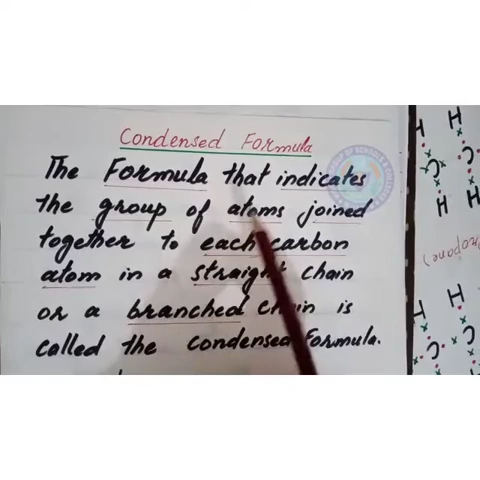 Condensed Formula
The Formula that indicates
the group of atoms joined
together to each carbon
atom in a straight chain
or a branched chain is
called the condensed Formula.
H H
C C
H H
(propane)
H H
C C